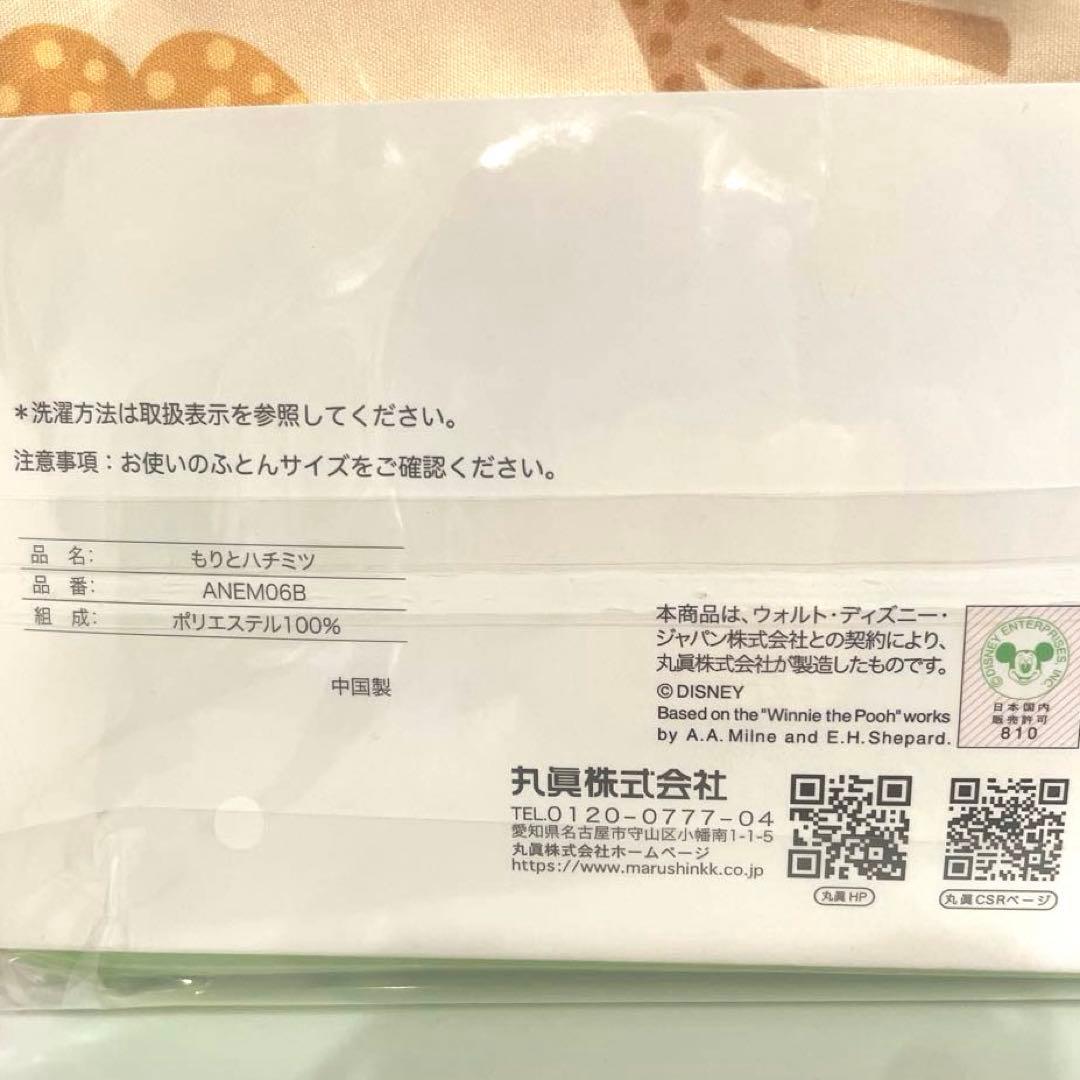 *洗濯方法は取扱表示を参照してください。
注意事項：お使いのふとんサイズをご確認ください。
品　名： もりとハチミツ
品　番： ANEM06B
組　成： ポリエステル100%
中国製
本商品は、ウォルト・ディズニー・
ジャパン株式会社との契約により、
丸眞株式会社が製造したものです。
©DISNEY
Based on the "Winnie the Pooh" works
by A.A. Milne and E.H. Shepard.
©DISNEY ENTERPRISES, INC
日本国内
販売許可
810
丸眞株式会社
TEL.0120-0777-04
愛知県名古屋市守山区小幡南1-1-5
丸眞株式会社ホームページ
https://www.marushinkk.co.jp
丸眞HP
丸眞CSRページ